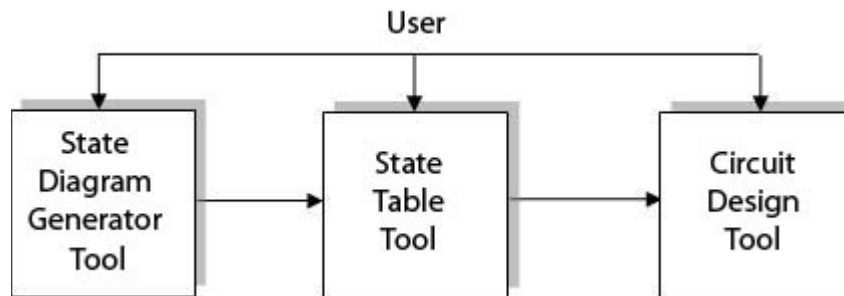 User
State
Diagram
Generator
Tool
State
Table
Tool
Circuit
Design
Tool